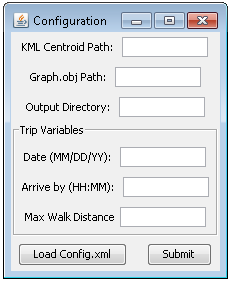 Configuration
KML Centroid Path:
Graph.obj Path:
Output Directory:
Trip Variables
Date (MM/DD/YY):
Arrive by (HH:MM):
Max Walk Distance
Load Config.xml
Submit